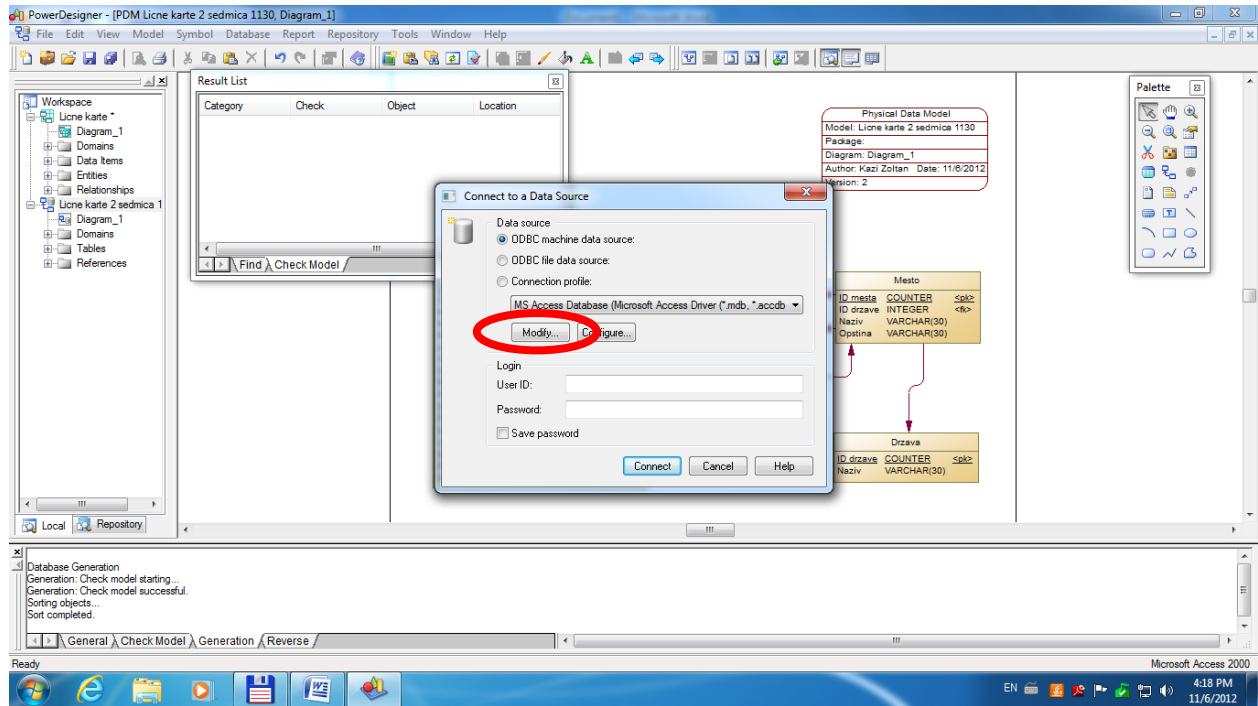 PowerDesigner - [PDM Licne karte 2 sedmica 1130, Diagram_1]
File Edit View Model Symbol Database Report Repository Tools Window Help
Workspace
Licne karte *
Diagram_1
Domains
Data Items
Entities
Relationships
Licne karte 2 sedmica 1
Diagram_1
Domains
Tables
References
Local Repository
Result List
Category Check Object Location
Find Check Model
Physical Data Model
Model: Licne karte 2 sedmica 1130
Package:
Diagram: Diagram_1
Author: Kazi Zoltan Date: 11/6/2012
Version: 2
Palette
Connect to a Data Source
Data source
ODBC machine data source:
ODBC file data source:
Connection profile:
MS Access Database (Microsoft Access Driver (*.mdb, *.accdb
Modify... Configure...
Login
User ID:
Password:
Save password
Connect Cancel Help
Mesto
ID mesta COUNTER <pk>
ID drzave INTEGER <fk>
Naziv VARCHAR(30)
Opstina VARCHAR(30)
Drzava
ID drzave COUNTER <pk>
Naziv VARCHAR(30)
Database Generation
Generation: Check model starting...
Generation: Check model successful.
Sorting objects...
Sort completed.
General Check Model Generation Reverse
Ready Microsoft Access 2000
EN 4:18 PM
11/6/2012